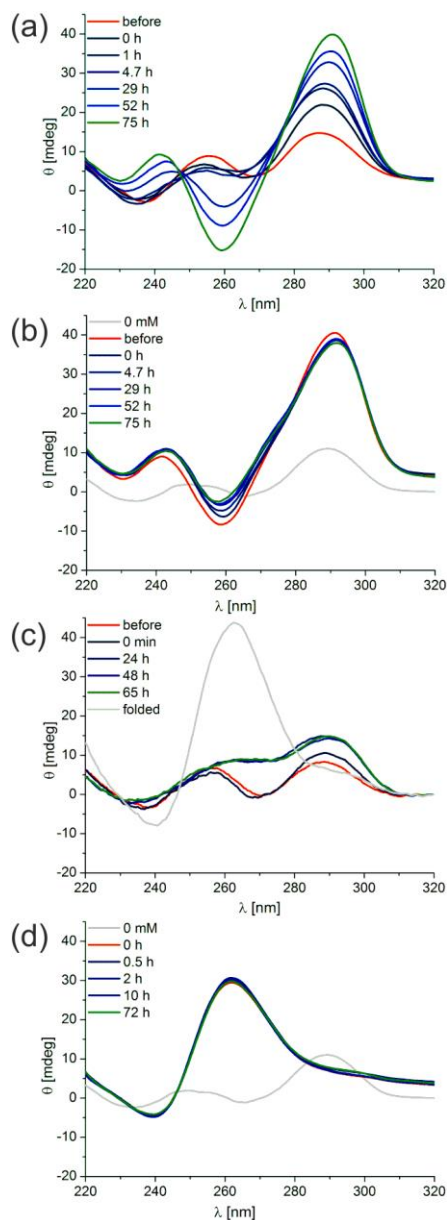 (a)
before
0 h
1 h
4.7 h
29 h
52 h
75 h
θ [mdeg]
40
30
20
10
0
-10
-20
220 240 260 280 300 320
λ [nm]
(b)
0 mM
before
0 h
4.7 h
29 h
52 h
75 h
θ [mdeg]
40
30
20
10
0
-10
-20
220 240 260 280 300 320
λ [nm]
(c)
before
0 min
24 h
48 h
65 h
folded
θ [mdeg]
40
30
20
10
0
-10
-20
220 240 260 280 300 320
λ [nm]
(d)
0 mM
0 h
0.5 h
2 h
10 h
72 h
θ [mdeg]
40
30
20
10
0
-10
-20
220 240 260 280 300 320
λ [nm]